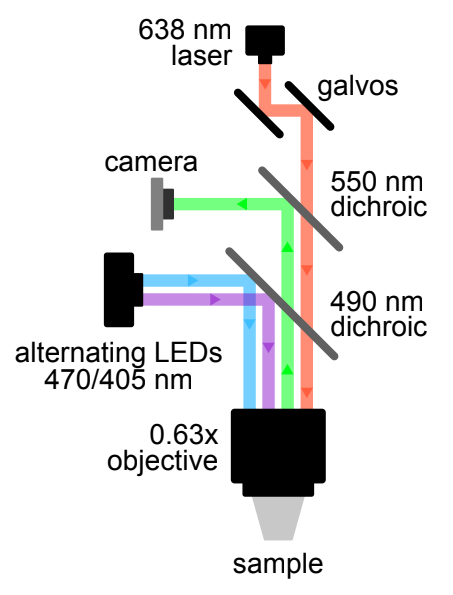 638 nm
laser
galvos
camera
550 nm
dichroic
490 nm
dichroic
alternating LEDs
470/405 nm
0.63x
objective
sample